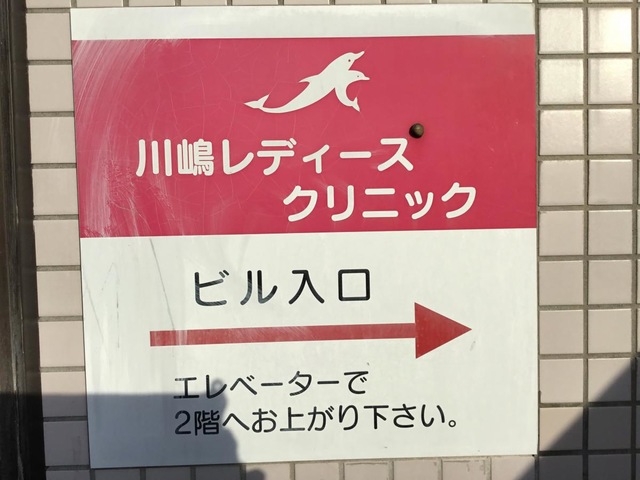 川嶋レディース
クリニック
ビル入口
エレベーターで
2階へお上がり下さい。